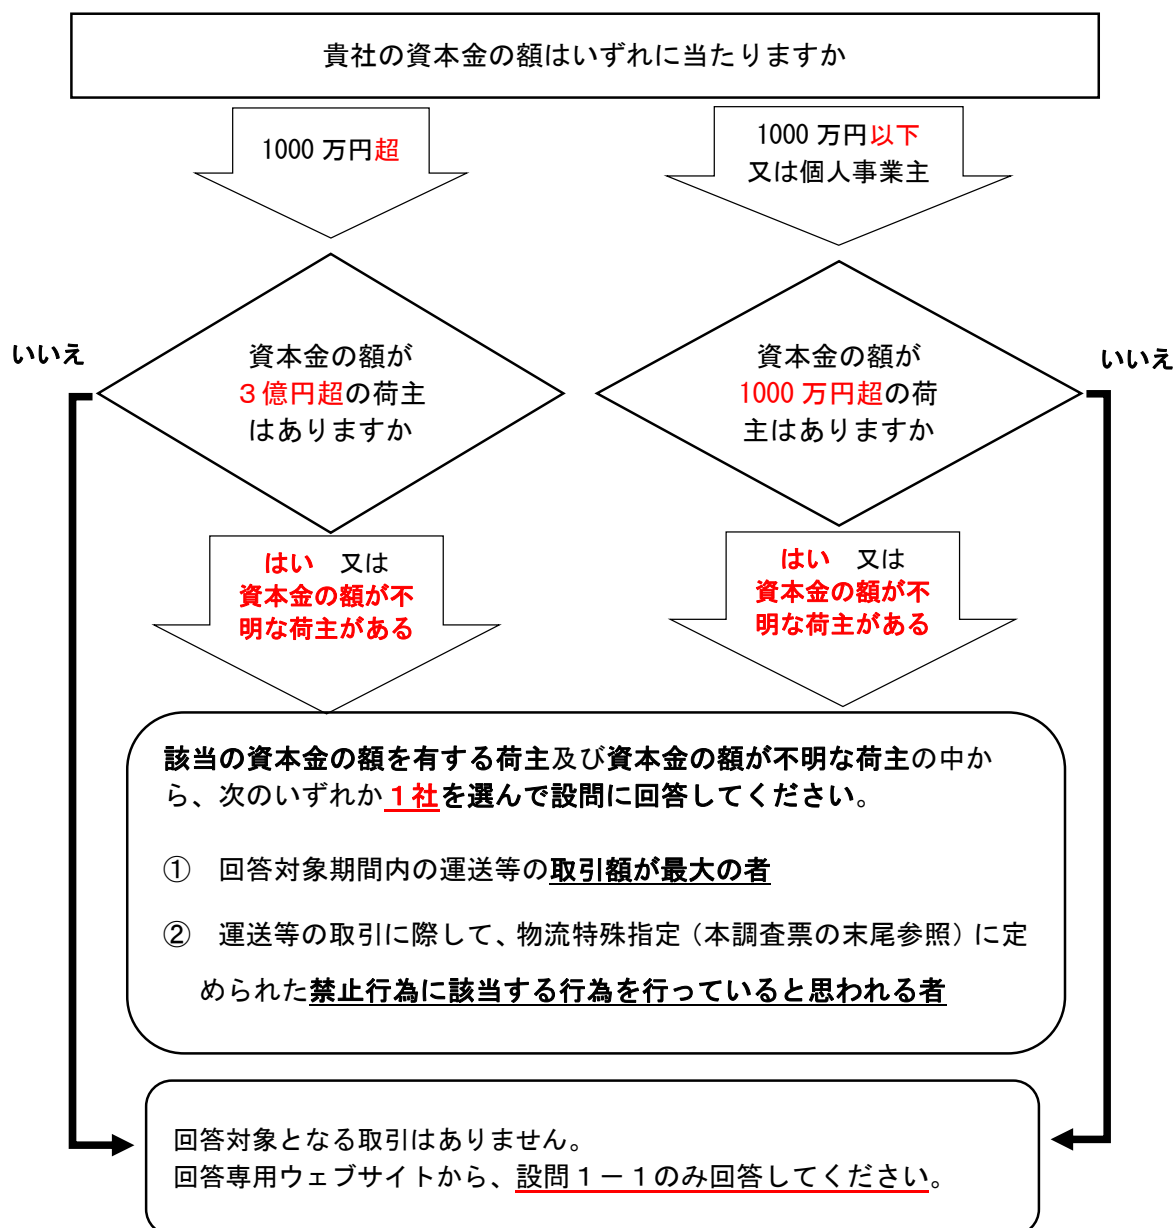 貴社の資本金の額はいずれに当たりますか
1000 万円超
1000 万円以下
又は個人事業主
いいえ
資本金の額が
３億円超の荷主
はありますか
資本金の額が
1000 万円超の荷
主はありますか
いいえ
はい　又は
資本金の額が不
明な荷主がある
はい　又は
資本金の額が不
明な荷主がある
該当の資本金の額を有する荷主及び資本金の額が不明な荷主の中か
ら、次のいずれか１社を選んで設問に回答してください。
①　回答対象期間内の運送等の取引額が最大の者
②　運送等の取引に際して、物流特殊指定（本調査票の末尾参照）に定
められた禁止行為に該当する行為を行っていると思われる者
回答対象となる取引はありません。
回答専用ウェブサイトから、設問１－１のみ回答してください。